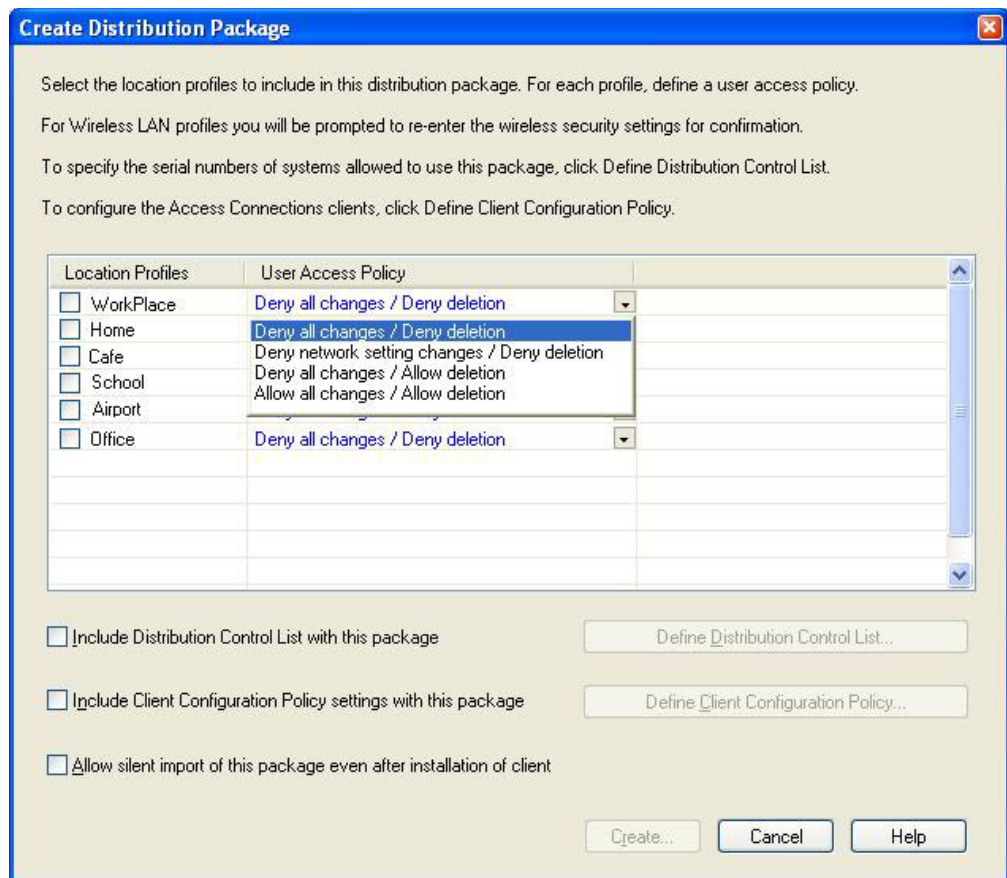 Create Distribution Package
Select the location profiles to include in this distribution package. For each profile, define a user access policy.
For Wireless LAN profiles you will be prompted to re-enter the wireless security settings for confirmation.
To specify the serial numbers of systems allowed to use this package, click Define Distribution Control List.
To configure the Access Connections clients, click Define Client Configuration Policy.
Location Profiles User Access Policy
WorkPlace Deny all changes / Deny deletion
Home Deny all changes / Deny deletion
Cafe Deny network setting changes / Deny deletion
School Deny all changes / Allow deletion
Airport Allow all changes / Allow deletion
Office Deny all changes / Deny deletion
Include Distribution Control List with this package Define Distribution Control List...
Include Client Configuration Policy settings with this package Define Client Configuration Policy...
Allow silent import of this package even after installation of client
Create... Cancel Help